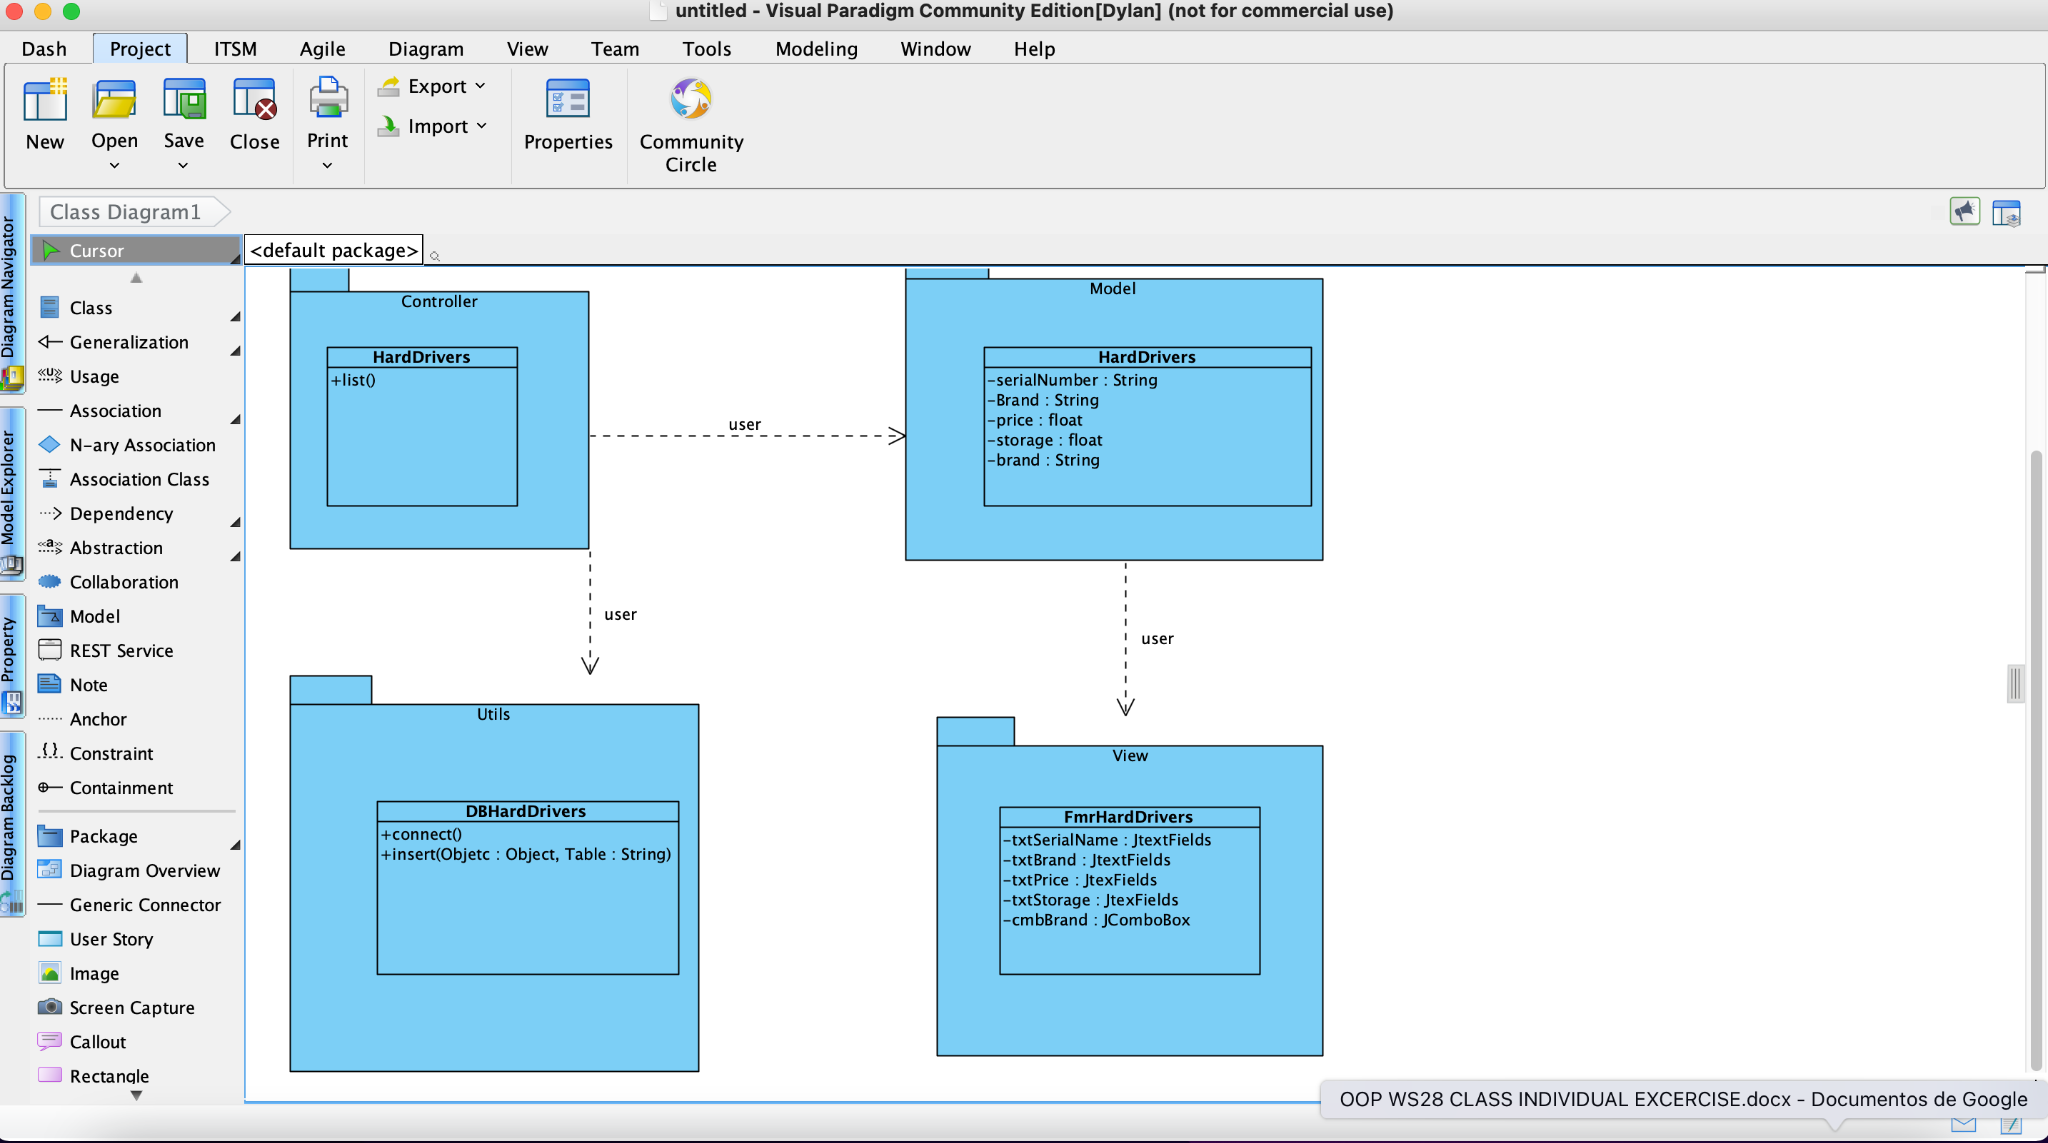 untitled - Visual Paradigm Community Edition[Dylan] (not for commercial use)
Dash Project ITSM Agile Diagram View Team Tools Modeling Window Help
New Open Save Close Print Export Import Properties Community Circle
Class Diagram1
Cursor
<default package>
Class
Generalization
Usage
Association
N-ary Association
Association Class
Dependency
Abstraction
Collaboration
Model
REST Service
Note
Anchor
Constraint
Containment
Package
Diagram Overview
Generic Connector
User Story
Image
Screen Capture
Callout
Rectangle
Diagram Navigator
Model Explorer
Property
Diagram Backlog
Controller
HardDrivers
+list()
user
Model
HardDrivers
-serialNumber : String
-Brand : String
-price : float
-storage : float
-brand : String
user
user
Utils
DBHardDrivers
+connect()
+insert(Objetc : Object, Table : String)
View
FmrHardDrivers
-txtSerialName : JtextFields
-txtBrand : JtextFields
-txtPrice : JtexFields
-txtStorage : JtexFields
-cmbBrand : JComboBox
OOP WS28 CLASS INDIVIDUAL EXCERCISE.docx - Documentos de Google